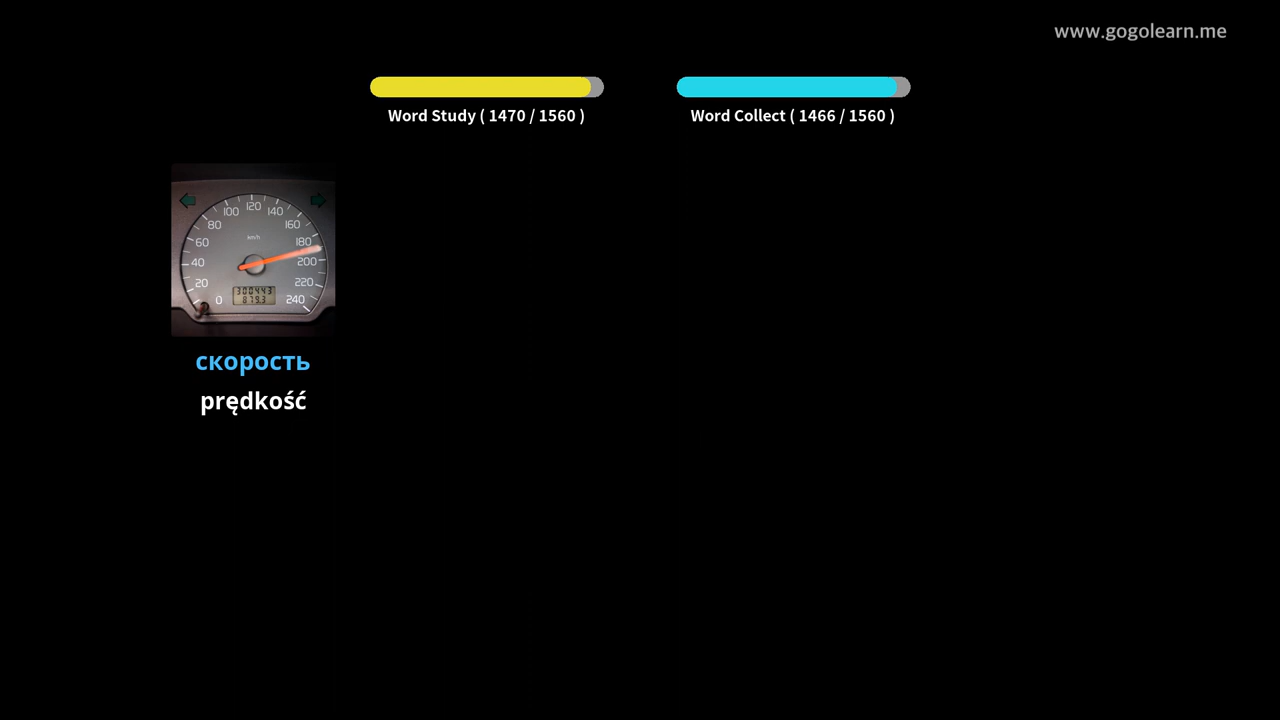 www.gogolearn.me
Word Study ( 1470 / 1560 )
Word Collect ( 1466 / 1560 )
120
100 140
80 160
60 180
km/h
40 200
20 220
0 240
300443
879.3
скорость
prędkość